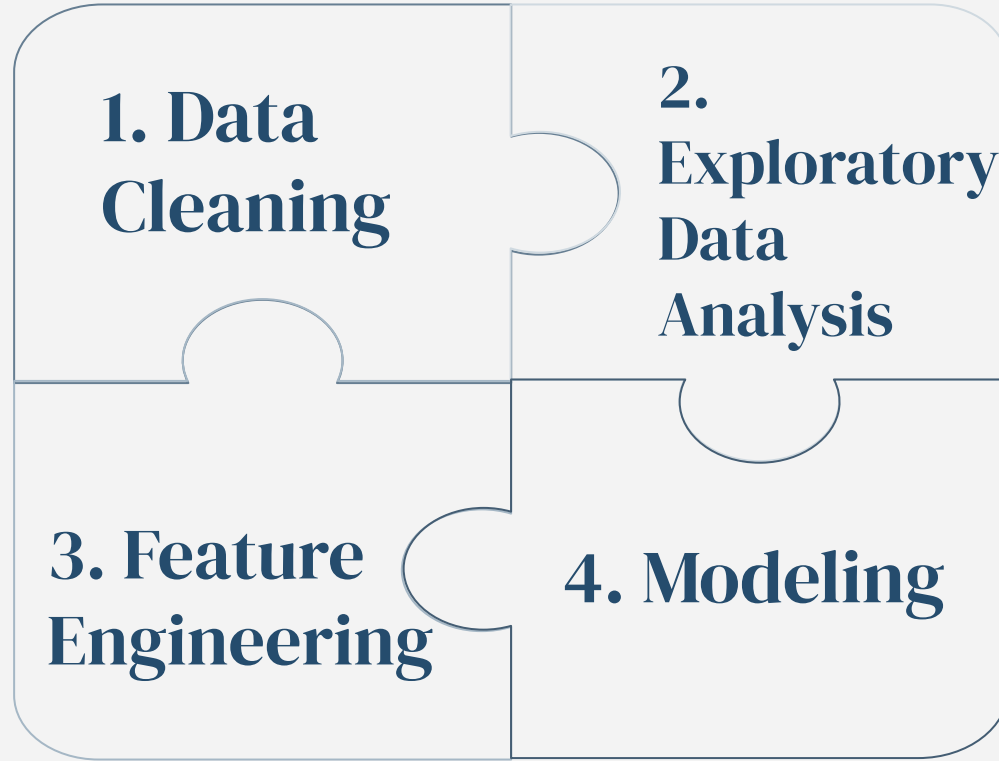 1. Data
Cleaning
2.
Exploratory
Data
Analysis
3. Feature
Engineering
4. Modeling